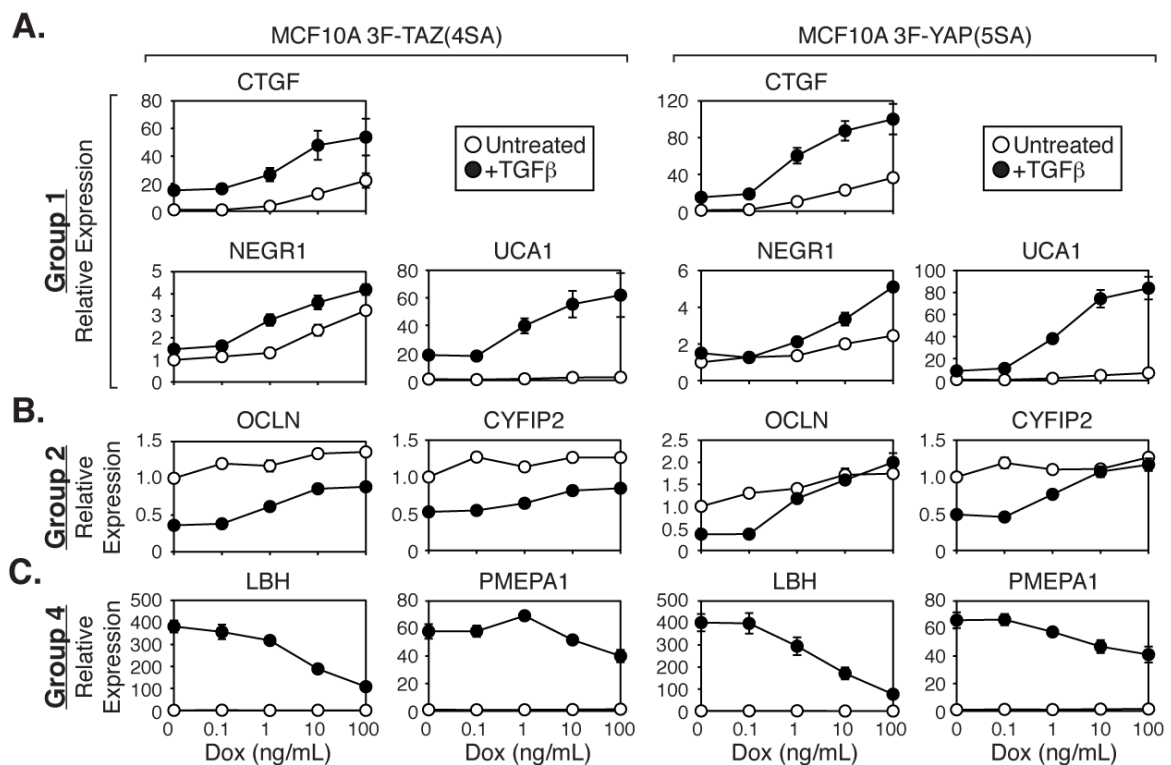 A.
MCF10A 3F-TAZ(4SA)
MCF10A 3F-YAP(5SA)
Group 1
Relative Expression
CTGF
80
60
40
20
0
Untreated
+TGFβ
CTGF
120
80
40
0
Untreated
+TGFβ
NEGR1
5
4
3
2
1
0
UCA1
80
60
40
20
0
NEGR1
6
4
2
0
UCA1
100
80
60
40
20
0
B.
Group 2
Relative
Expression
OCLN
1.5
1.0
0.5
0
CYFIP2
1.5
1.0
0.5
0
OCLN
2.5
2.0
1.5
1.0
0.5
0
CYFIP2
1.5
1.0
0.5
0
C.
Group 4
Relative
Expression
LBH
500
400
300
200
100
0
0 0.1 1 10 100
Dox (ng/mL)
PMEPA1
80
60
40
20
0
0 0.1 1 10 100
Dox (ng/mL)
LBH
500
400
300
200
100
0
0 0.1 1 10 100
Dox (ng/mL)
PMEPA1
80
60
40
20
0
0 0.1 1 10 100
Dox (ng/mL)